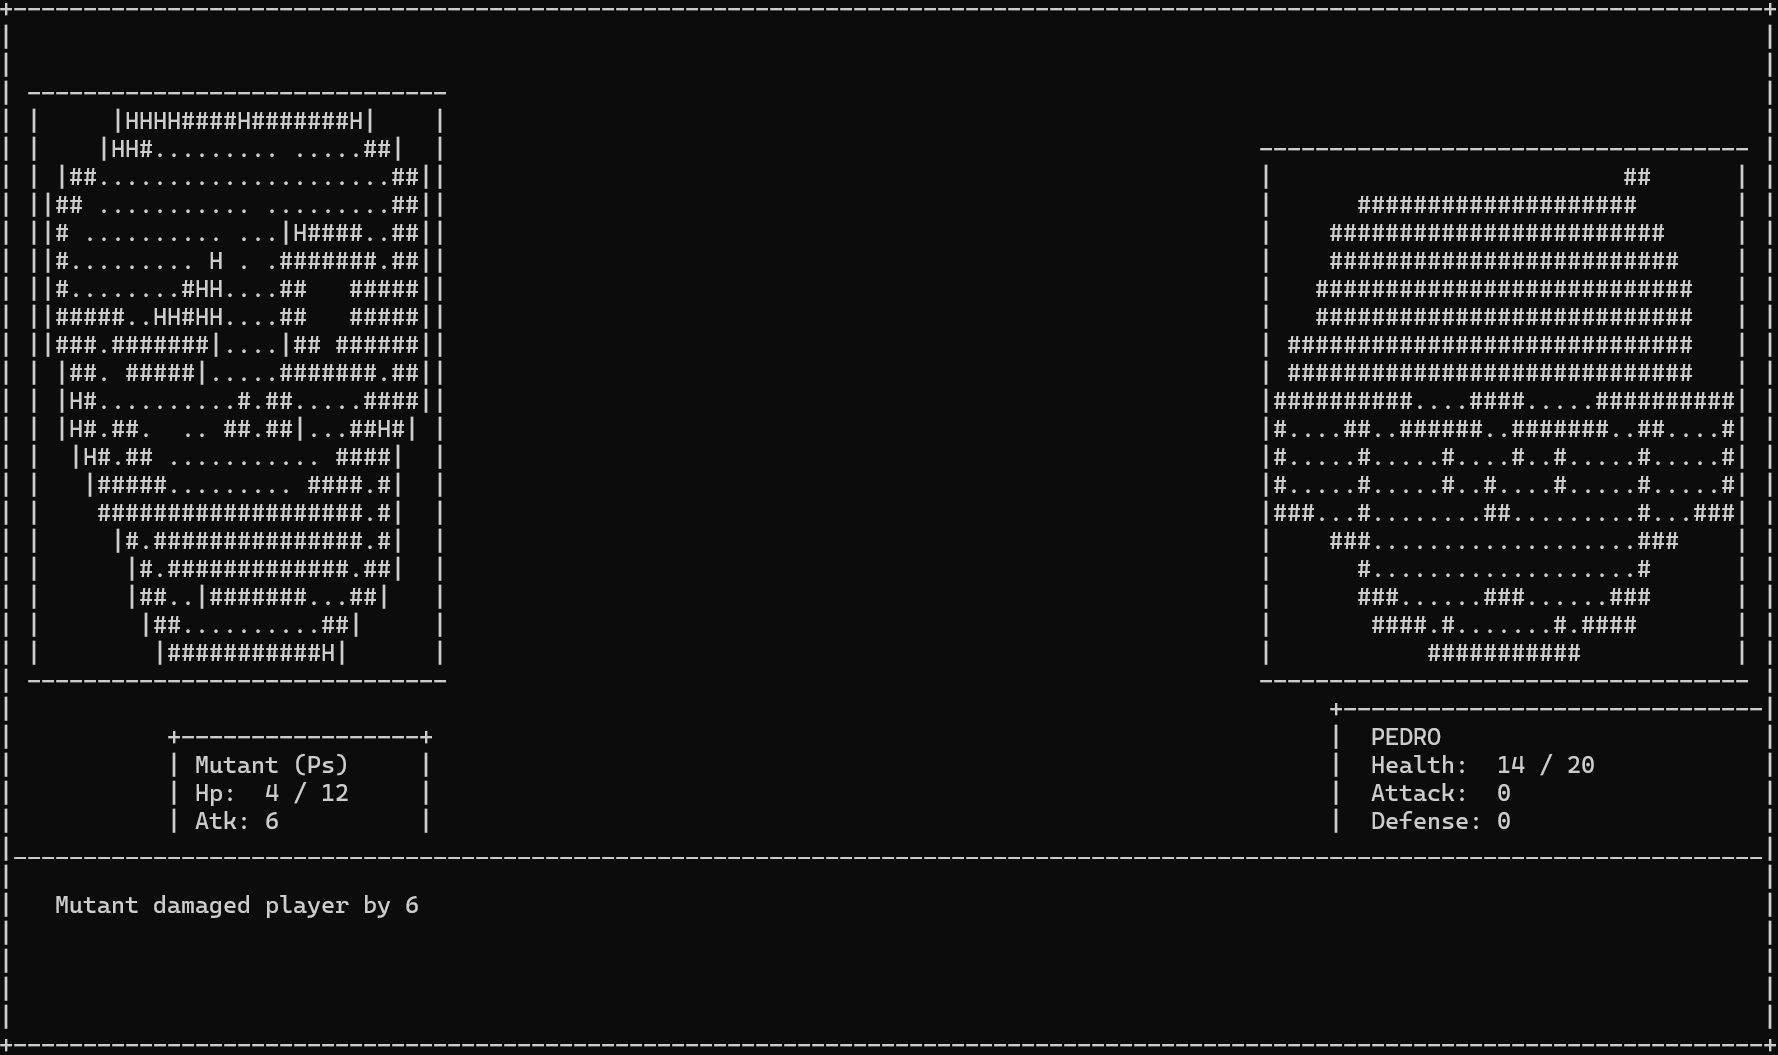 Mutant (Ps)
Hp:  4 / 12
Atk: 6
PEDRO
Health:  14 / 20
Attack:  0
Defense: 0
Mutant damaged player by 6